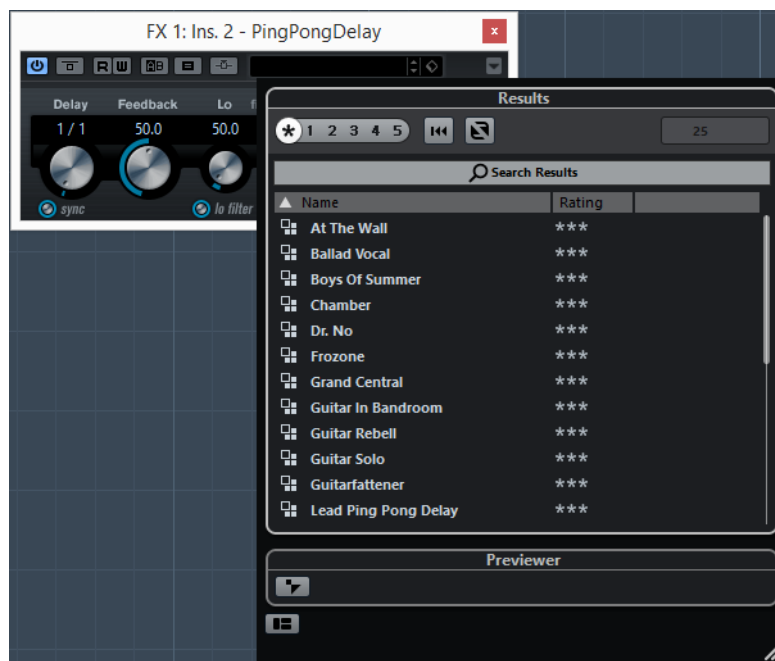 FX 1: Ins. 2 - PingPongDelay
x
R W AB
Delay Feedback Lo
1 / 1 50.0 50.0
sync lo filter
Results
* 1 2 3 4 5 25
Search Results
Name Rating
At The Wall ***
Ballad Vocal ***
Boys Of Summer ***
Chamber ***
Dr. No ***
Frozone ***
Grand Central ***
Guitar In Bandroom ***
Guitar Rebell ***
Guitar Solo ***
Guitarfattener ***
Lead Ping Pong Delay ***
Previewer